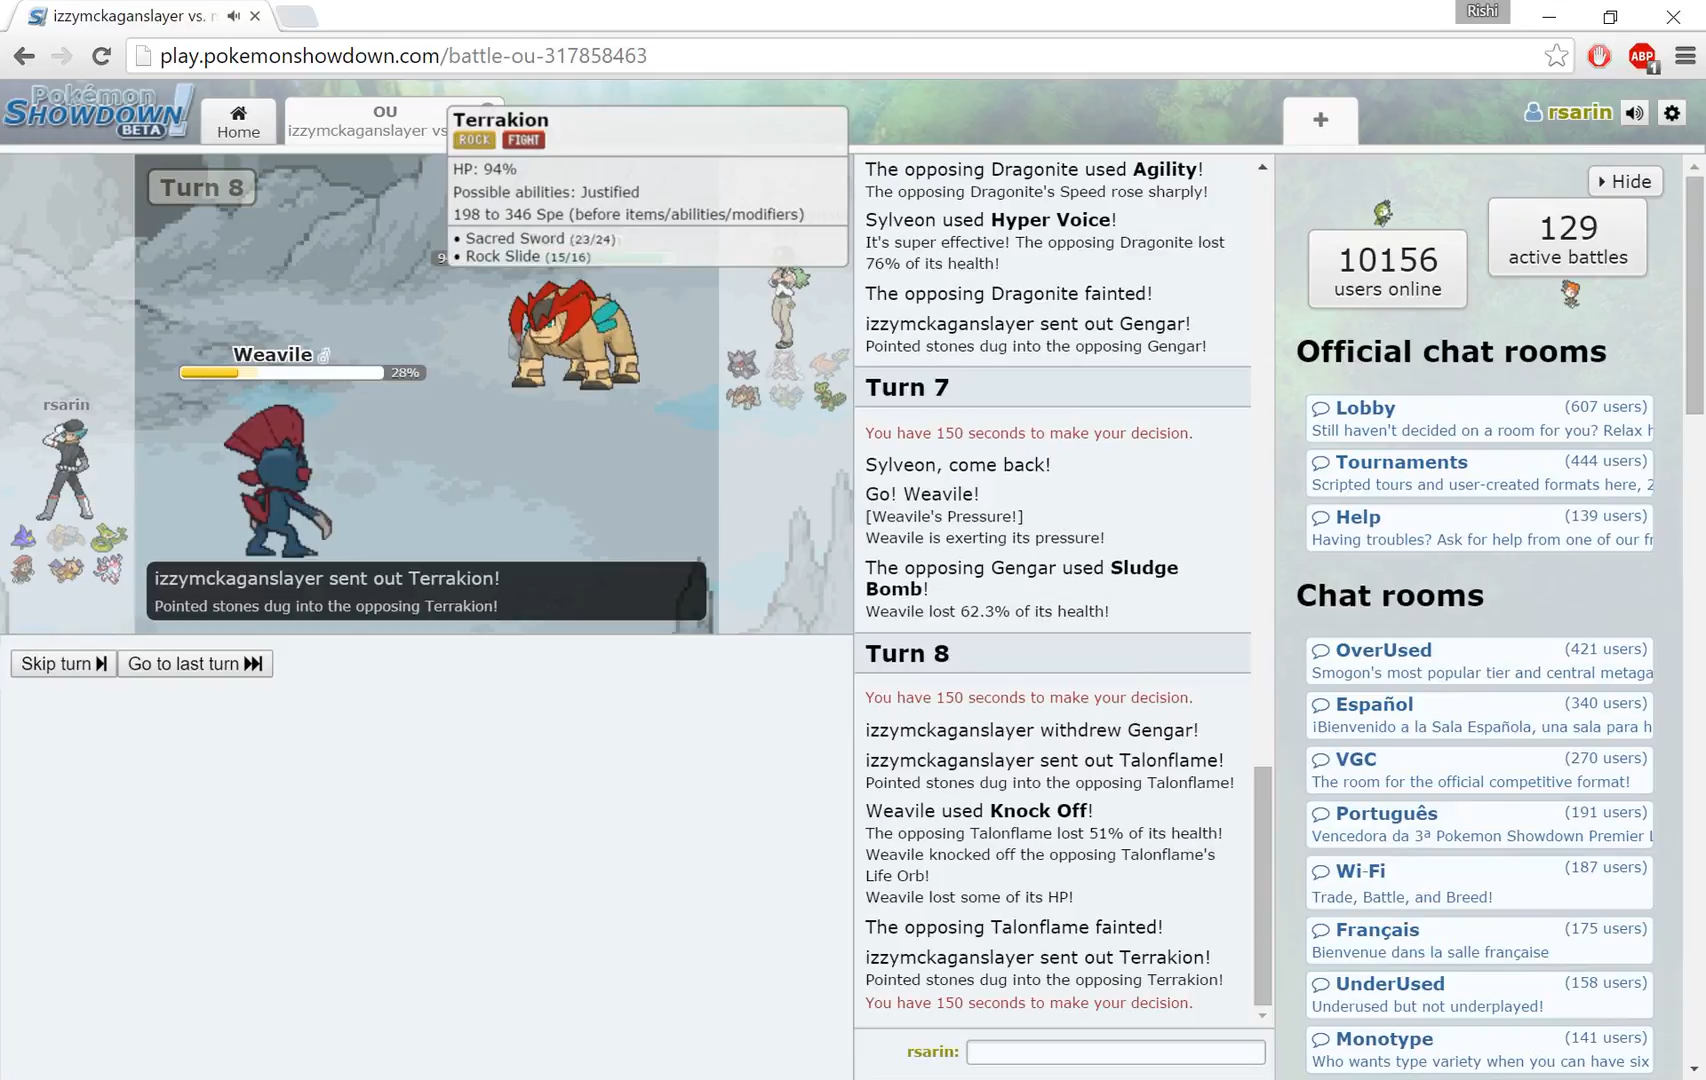 izzymckaganslayer vs. r
Rishi
play.pokemonshowdown.com/battle-ou-317858463
ABP
1
Pokémon
SHOWDOWN!
BETA
Home
OU
izzymckaganslayer vs
+
rsarin
Terrakion
ROCK FIGHT
HP: 94%
Possible abilities: Justified
198 to 346 Spe (before items/abilities/modifiers)
• Sacred Sword (23/24)
• Rock Slide (15/16)
Turn 8
Weavile
28%
rsarin
izzymckaganslayer sent out Terrakion!
Pointed stones dug into the opposing Terrakion!
Skip turn
Go to last turn
The opposing Dragonite used Agility!
The opposing Dragonite's Speed rose sharply!
Sylveon used Hyper Voice!
It's super effective! The opposing Dragonite lost
76% of its health!
The opposing Dragonite fainted!
izzymckaganslayer sent out Gengar!
Pointed stones dug into the opposing Gengar!
Turn 7
You have 150 seconds to make your decision.
Sylveon, come back!
Go! Weavile!
[Weavile's Pressure!]
Weavile is exerting its pressure!
The opposing Gengar used Sludge
Bomb!
Weavile lost 62.3% of its health!
Turn 8
You have 150 seconds to make your decision.
izzymckaganslayer withdrew Gengar!
izzymckaganslayer sent out Talonflame!
Pointed stones dug into the opposing Talonflame!
Weavile used Knock Off!
The opposing Talonflame lost 51% of its health!
Weavile knocked off the opposing Talonflame's
Life Orb!
Weavile lost some of its HP!
The opposing Talonflame fainted!
izzymckaganslayer sent out Terrakion!
Pointed stones dug into the opposing Terrakion!
You have 150 seconds to make your decision.
rsarin:
Hide
10156
users online
129
active battles
Official chat rooms
Lobby (607 users)
Still haven't decided on a room for you? Relax h
Tournaments (444 users)
Scripted tours and user-created formats here, 2
Help (139 users)
Having troubles? Ask for help from one of our fr
Chat rooms
OverUsed (421 users)
Smogon's most popular tier and central metaga
Español (340 users)
¡Bienvenido a la Sala Española, una sala para h
VGC (270 users)
The room for the official competitive format!
Português (191 users)
Vencedora da 3ª Pokemon Showdown Premier L
Wi-Fi (187 users)
Trade, Battle, and Breed!
Français (175 users)
Bienvenue dans la salle française
UnderUsed (158 users)
Underused but not underplayed!
Monotype (141 users)
Who wants type variety when you can have six